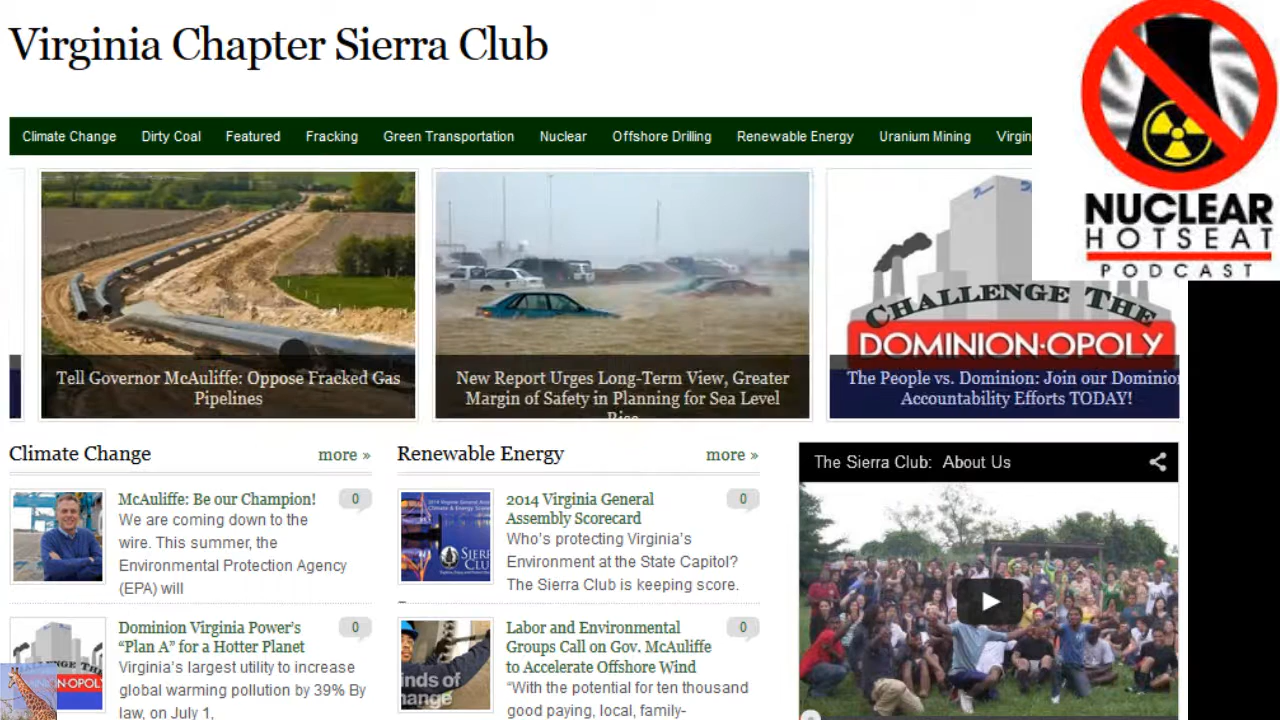 Virginia Chapter Sierra Club
NUCLEAR
HOTSEAT
PODCAST
Climate Change Dirty Coal Featured Fracking Green Transportation Nuclear Offshore Drilling Renewable Energy Uranium Mining Virgin
Tell Governor McAuliffe: Oppose Fracked Gas
Pipelines
New Report Urges Long-Term View, Greater
Margin of Safety in Planning for Sea Level
Rise
CHALLENGE THE
DOMINION·OPOLY
The People vs. Dominion: Join our Dominion
Accountability Efforts TODAY!
Climate Change more »
McAuliffe: Be our Champion! 0
We are coming down to the
wire. This summer, the
Environmental Protection Agency
(EPA) will
Dominion Virginia Power's 0
"Plan A" for a Hotter Planet
Virginia's largest utility to increase
global warming pollution by 39% By
law, on July 1,
Renewable Energy more »
2014 Virginia General 0
Assembly Scorecard
Who's protecting Virginia's
Environment at the State Capitol?
The Sierra Club is keeping score.
Labor and Environmental 0
Groups Call on Gov. McAuliffe
to Accelerate Offshore Wind
"With the potential for ten thousand
good paying, local, family-
The Sierra Club: About Us